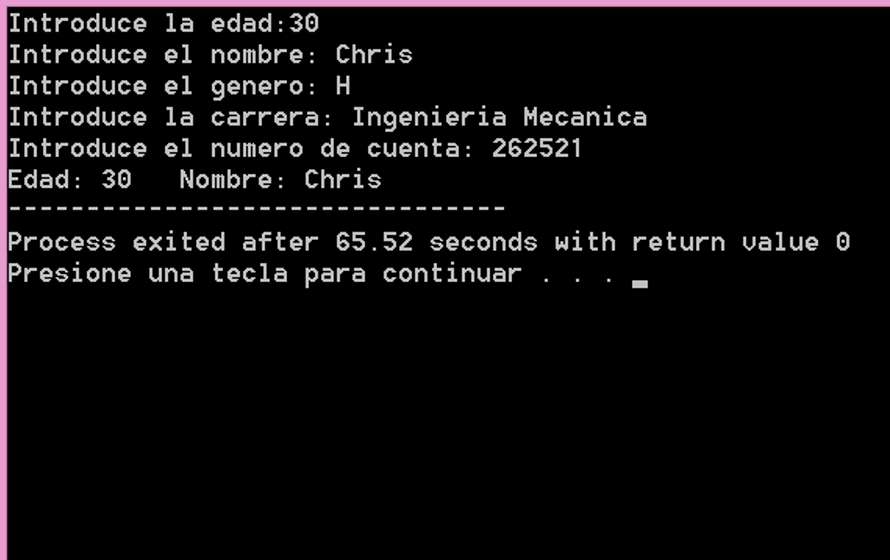 Introduce la edad:30
Introduce el nombre: Chris
Introduce el genero: H
Introduce la carrera: Ingenieria Mecanica
Introduce el numero de cuenta: 262521
Edad: 30   Nombre: Chris
--------------------------------
Process exited after 65.52 seconds with return value 0
Presione una tecla para continuar . . .